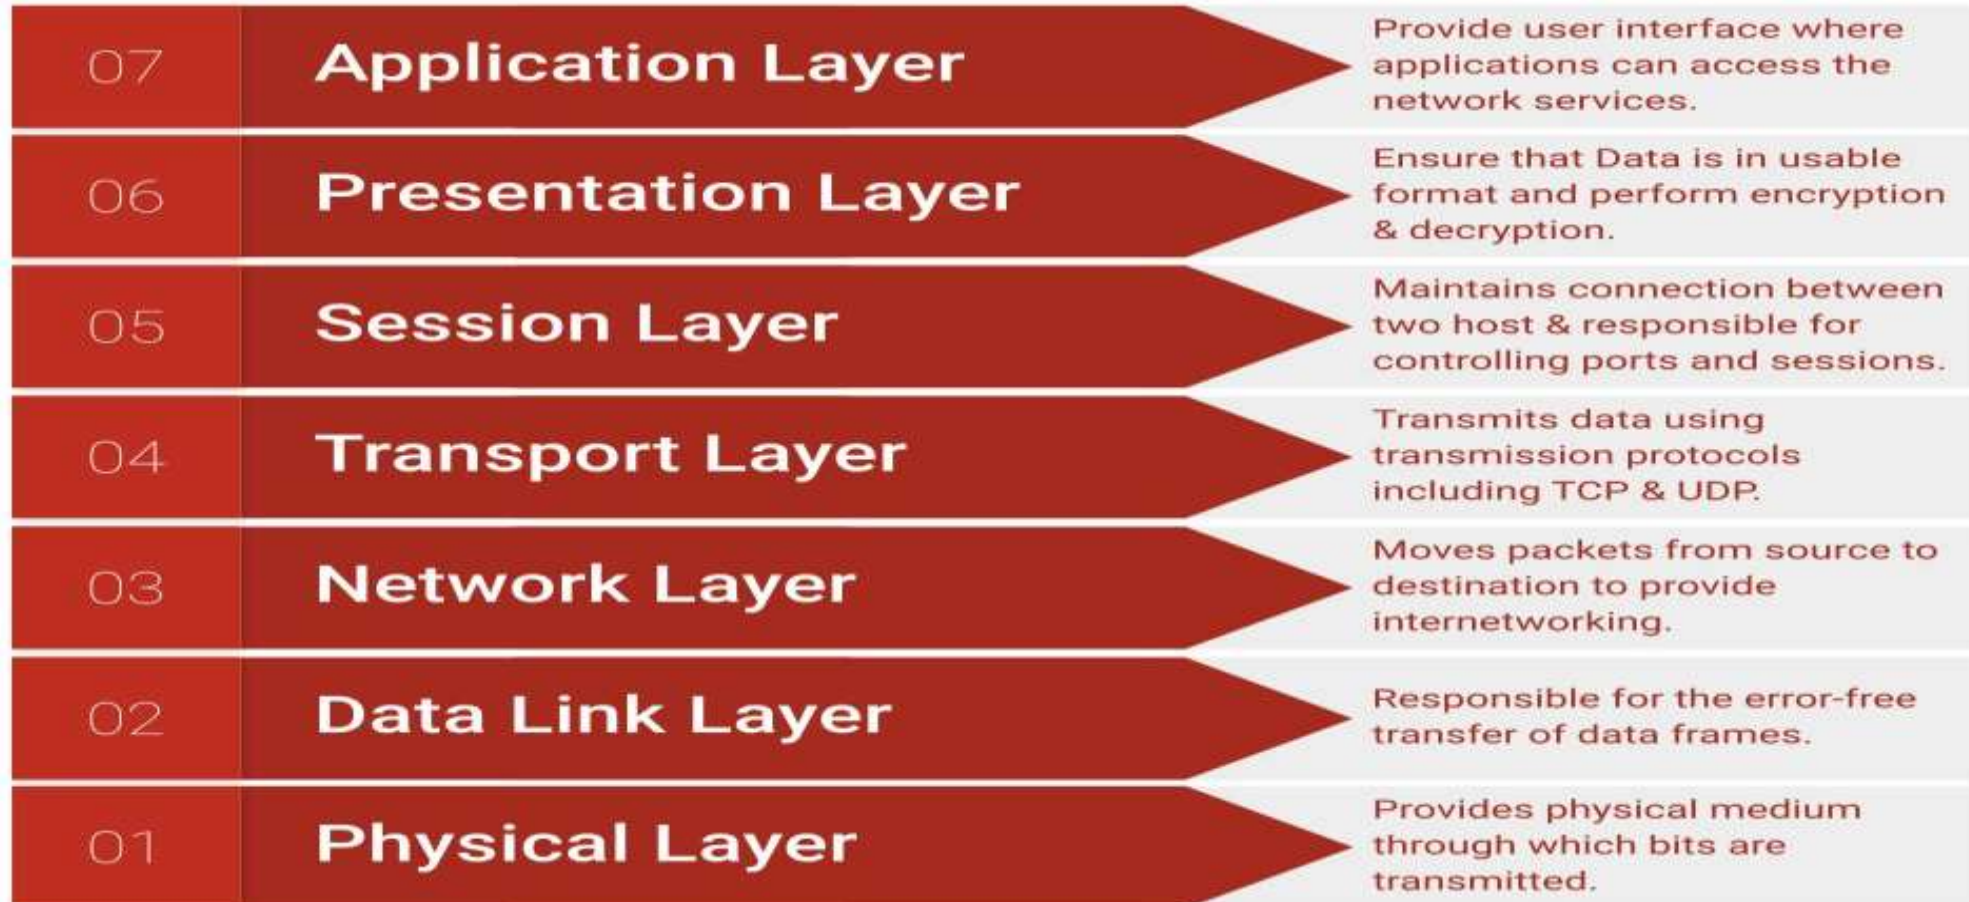 07
Application Layer
Provide user interface where
applications can access the
network services.
06
Presentation Layer
Ensure that Data is in usable
format and perform encryption
& decryption.
05
Session Layer
Maintains connection between
two host & responsible for
controlling ports and sessions.
04
Transport Layer
Transmits data using
transmission protocols
including TCP & UDP.
03
Network Layer
Moves packets from source to
destination to provide
internetworking.
02
Data Link Layer
Responsible for the error-free
transfer of data frames.
01
Physical Layer
Provides physical medium
through which bits are
transmitted.